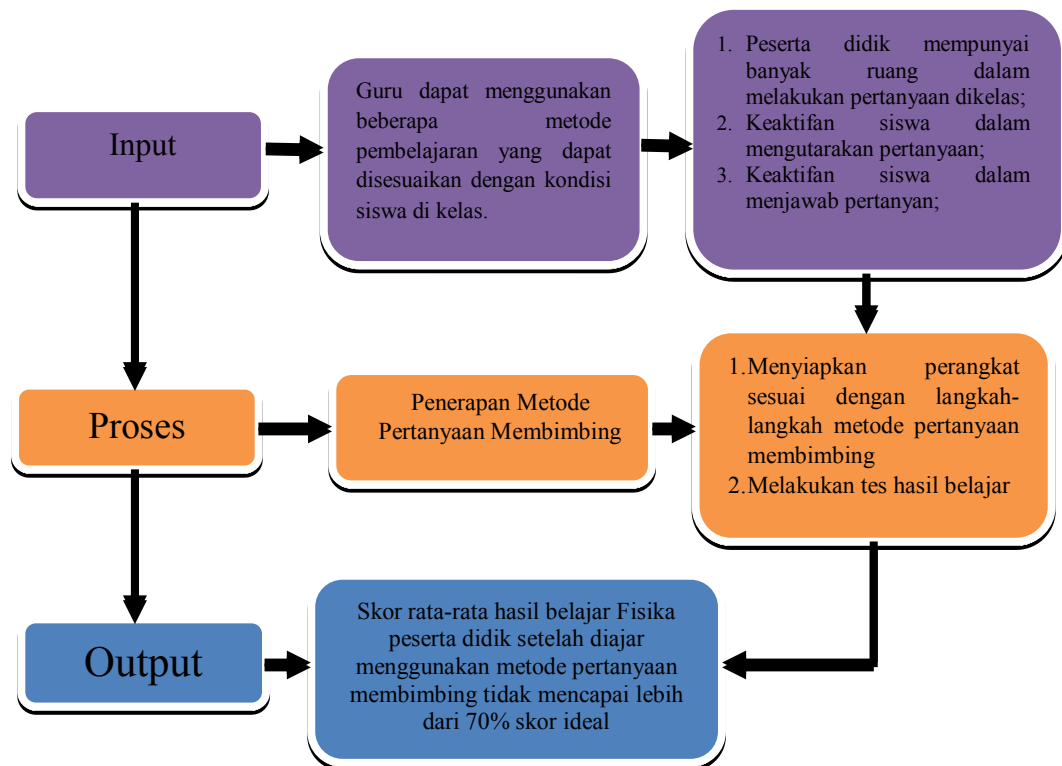 Input
Guru dapat menggunakan
beberapa metode
pembelajaran yang dapat
disesuaikan dengan kondisi
siswa di kelas.
1. Peserta didik mempunyai
banyak ruang dalam
melakukan pertanyaan dikelas;
2. Keaktifan siswa dalam
mengutarakan pertanyaan;
3. Keaktifan siswa dalam
menjawab pertanyan;
Proses
Penerapan Metode
Pertanyaan Membimbing
1.Menyiapkan perangkat
sesuai dengan langkah-
langkah metode pertanyaan
membimbing
2.Melakukan tes hasil belajar
Output
Skor rata-rata hasil belajar Fisika
peserta didik setelah diajar
menggunakan metode pertanyaan
membimbing tidak mencapai lebih
dari 70% skor ideal